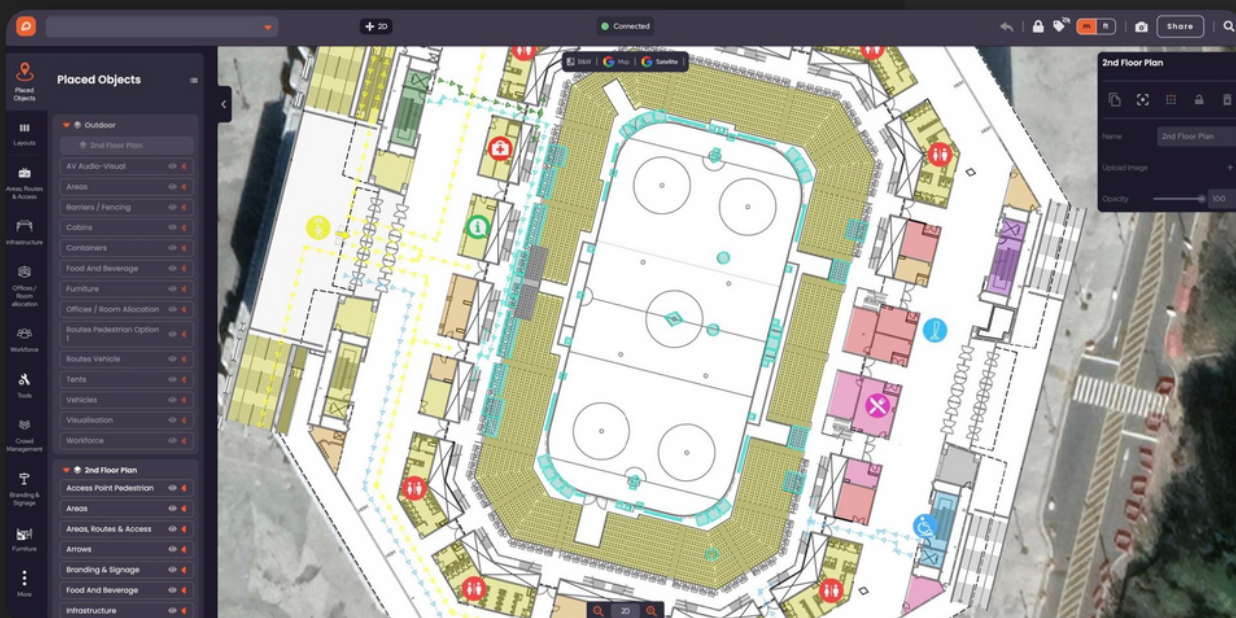 2D
Connected
m
ft
Share
Placed Objects
Layouts
Areas, Routes & Access
Infrastructure
Offices / Room allocation
Workforce
Tools
Crowd Management
Branding & Signage
Furniture
More
Placed Objects
Outdoor
2nd Floor Plan
AV Audio-Visual
Areas
Barriers / Fencing
Cabins
Containers
Food And Beverage
Furniture
Offices / Room Allocation
Routes Pedestrian Option
1
Routes Vehicle
Tents
Vehicles
Visualisation
Workforce
2nd Floor Plan
Access Point Pedestrian
Areas
Areas, Routes & Access
Arrows
Branding & Signage
Food And Beverage
Infrastructure
B&W
Map
Satellite
i
2D
2nd Floor Plan
Name
2nd Floor Plan
Upload Image
Opacity
100